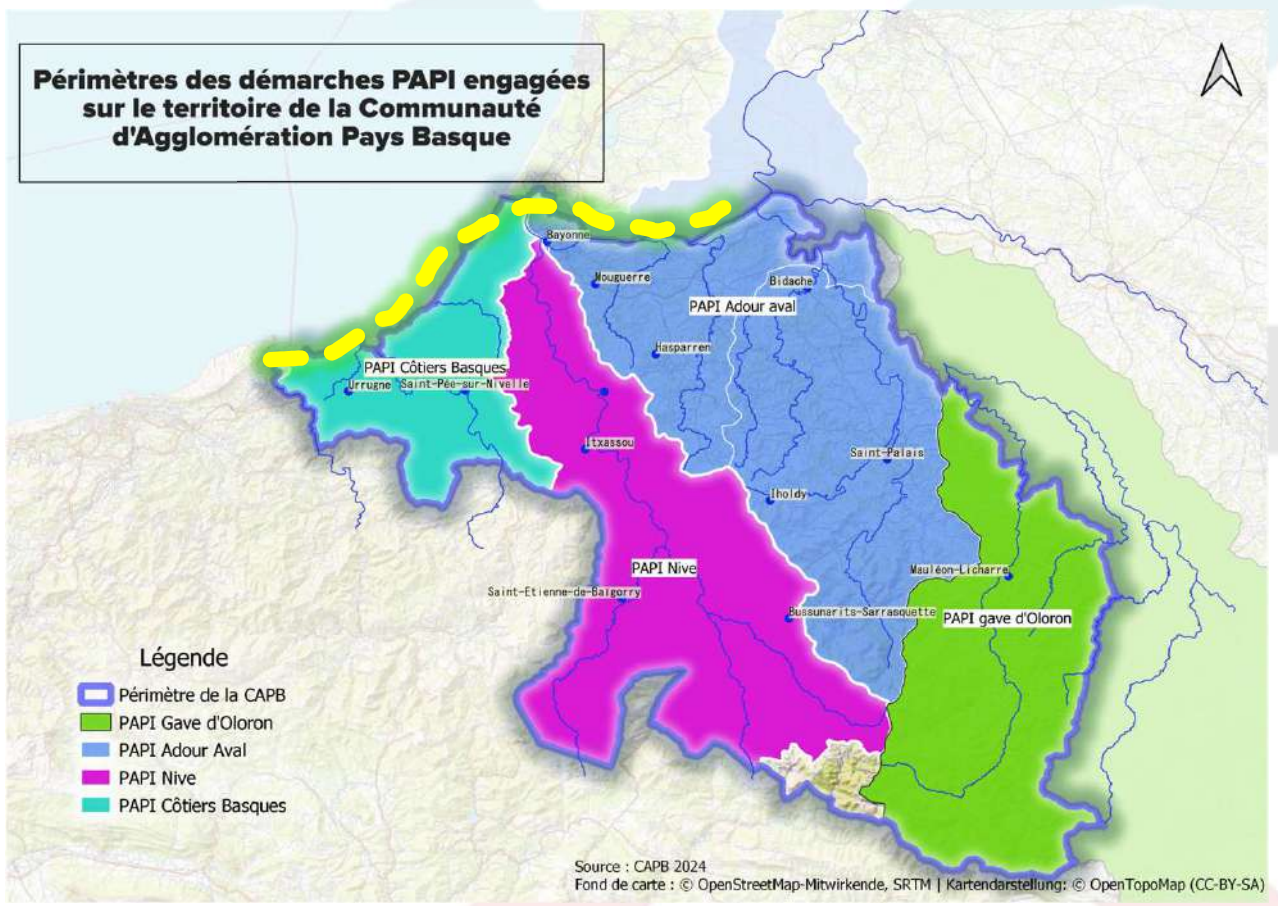 Périmètres des démarches PAPI engagées
sur le territoire de la Communauté
d'Agglomération Pays Basque
Bayonne
Mouguerre
Bidache
PAPI Adour aval
Hasparren
PAPI Côtiers Basques
Urrugne
Saint-Pée-sur-Nivelle
Itxassou
Saint-Palais
Iholdy
PAPI Nive
Mauléon-Licharre
Saint-Etienne-de-Baigorry
Bussunarits-Sarrasquette
PAPI gave d'Oloron
Légende
Périmètre de la CAPB
PAPI Gave d'Oloron
PAPI Adour Aval
PAPI Nive
PAPI Côtiers Basques
Source : CAPB 2024
Fond de carte : © OpenStreetMap-Mitwirkende, SRTM | Kartendarstellung: © OpenTopoMap (CC-BY-SA)